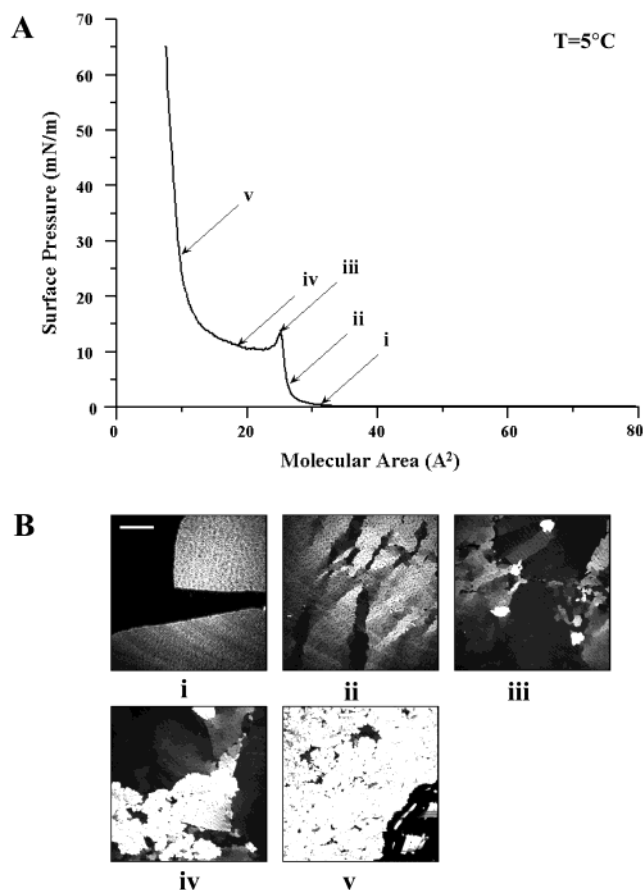 A
T=5°C
Surface Pressure (mN/m)
70
60
50
40
30
20
10
0
v
iv
iii
ii
i
0 20 40 60 80
Molecular Area (A²)
B
i ii iii
iv v